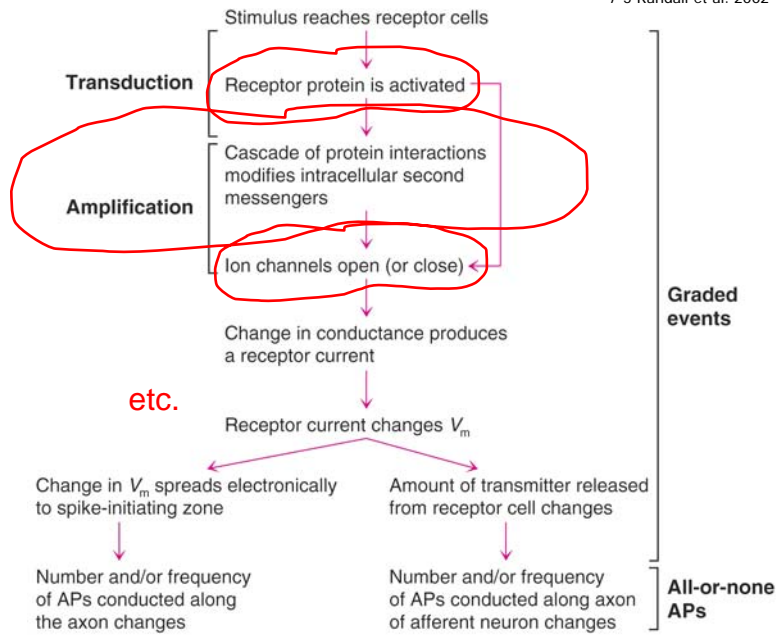 7-3 Randall et al. 2002
Stimulus reaches receptor cells
Transduction
Receptor protein is activated
Cascade of protein interactions
modifies intracellular second
messengers
Amplification
Ion channels open (or close)
Graded
events
Change in conductance produces
a receptor current
etc.
Receptor current changes Vm
Change in Vm spreads electronically
to spike-initiating zone
Amount of transmitter released
from receptor cell changes
Number and/or frequency
of APs conducted along
the axon changes
Number and/or frequency
of APs conducted along axon
of afferent neuron changes
All-or-none
APs